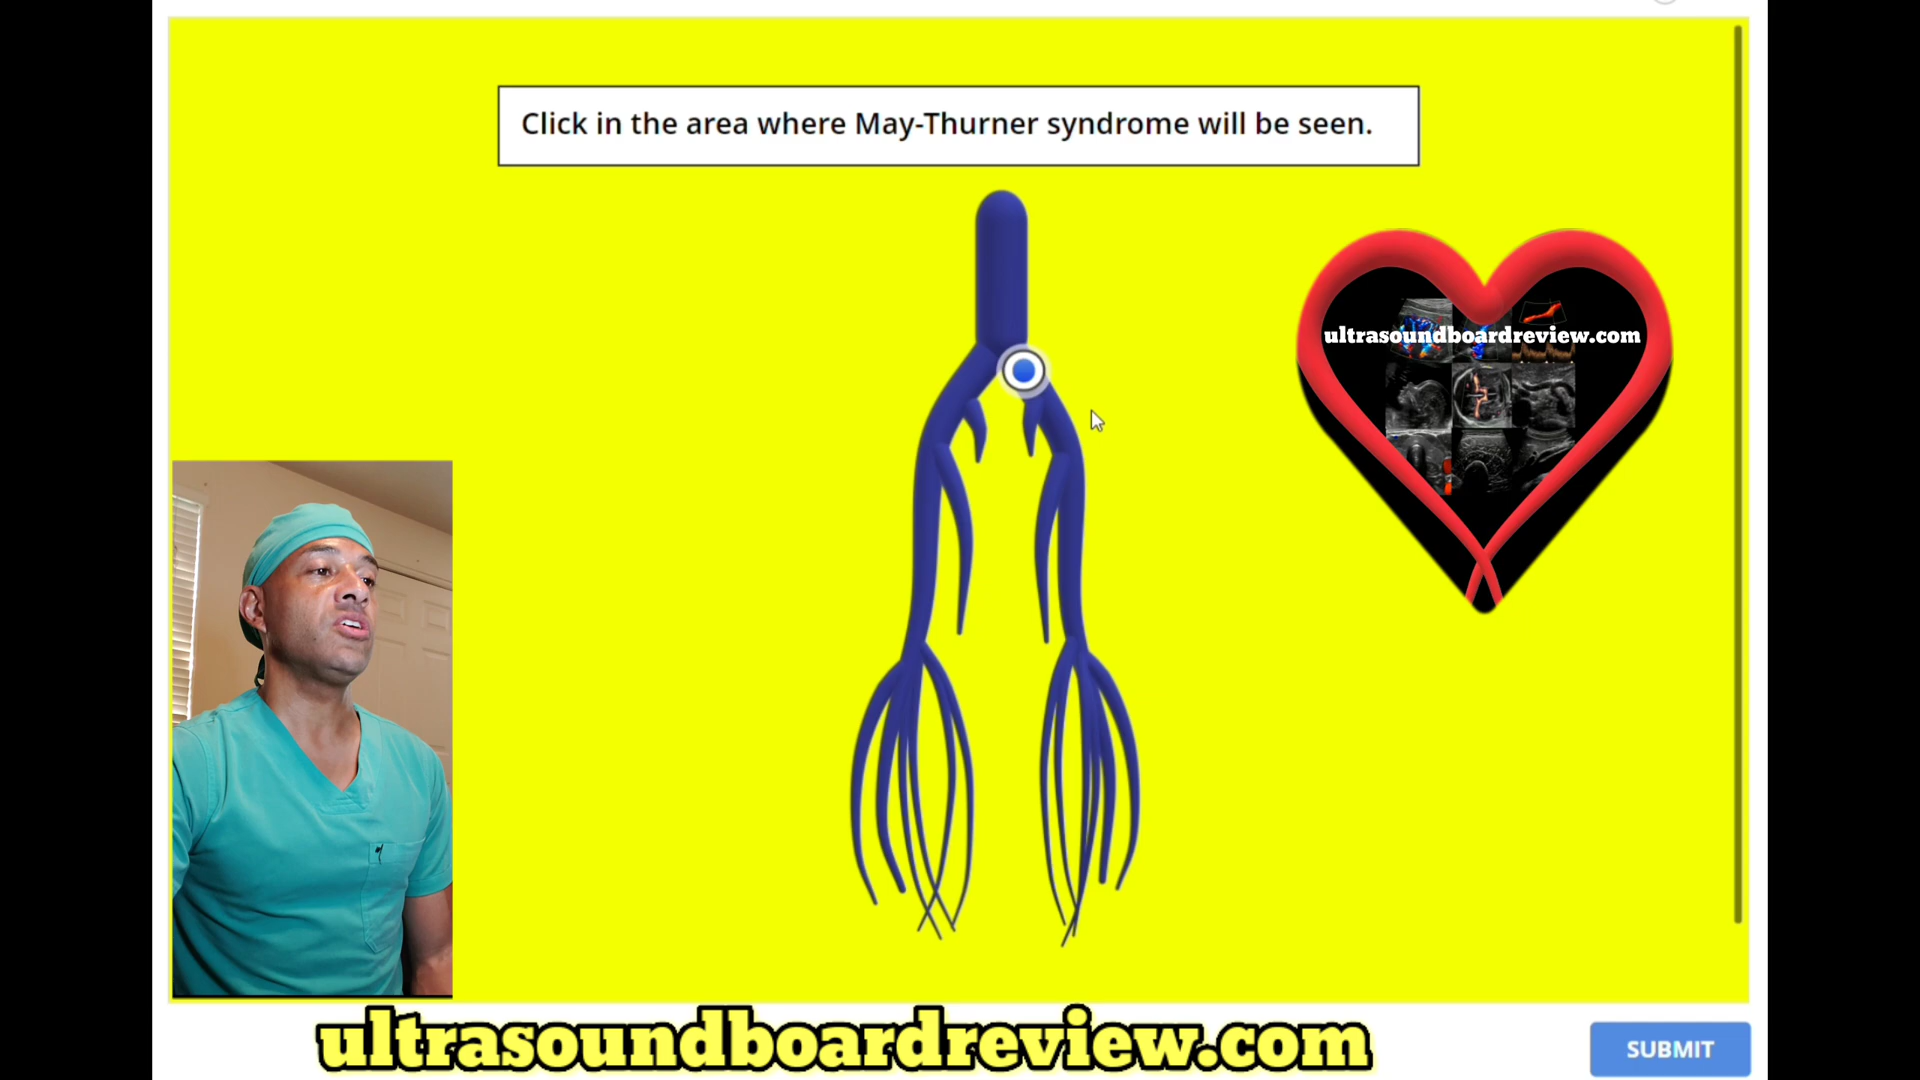 Click in the area where May-Thurner syndrome will be seen.
ultrasoundboardreview.com
ultrasoundboardreview.com
SUBMIT